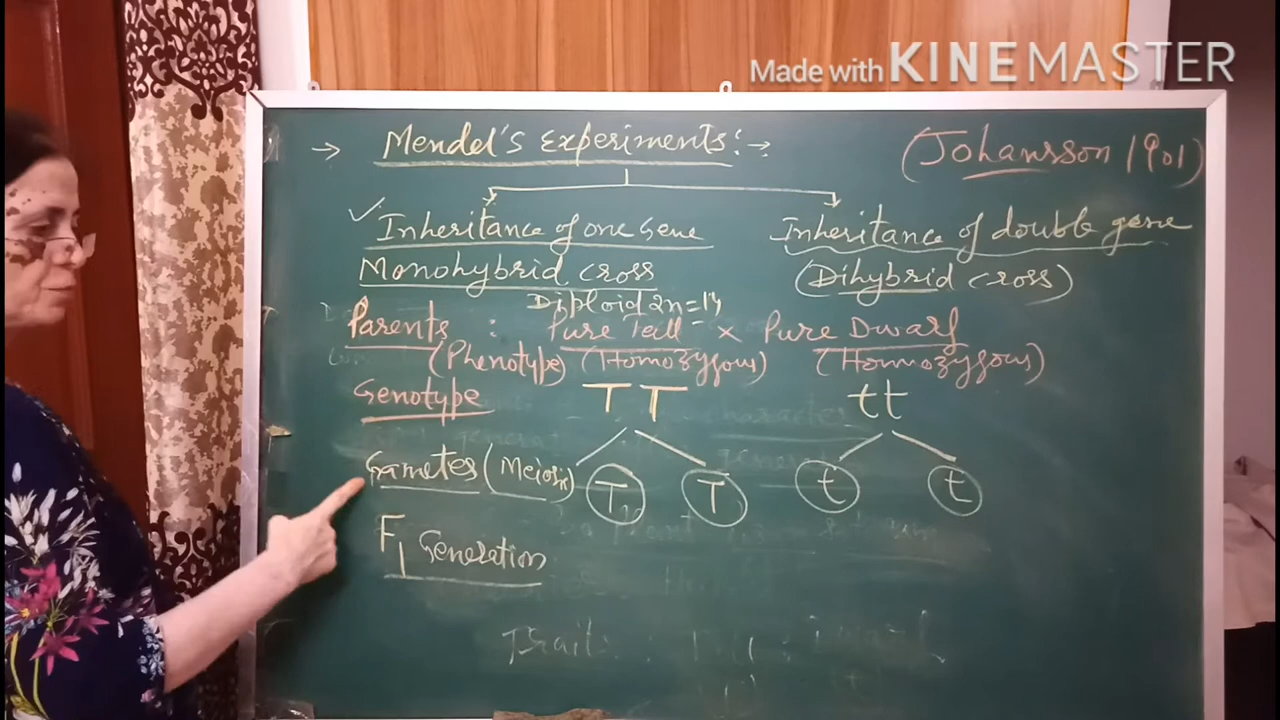 Made with KINEMASTER
→ Mendel's Experiments :→
(Johansson 1901)
✓ Inheritance of one Gene
Monohybrid cross
Inheritance of double gene
(Dihybrid cross)
Diploid 2n = 14
Parents : Pure Tall × Pure Dwarf
(Phenotype) (Homozygous) (Homozygous)
Genotype TT tt
Gametes (Meiosis) T T t t
F1 Generation
Trait :